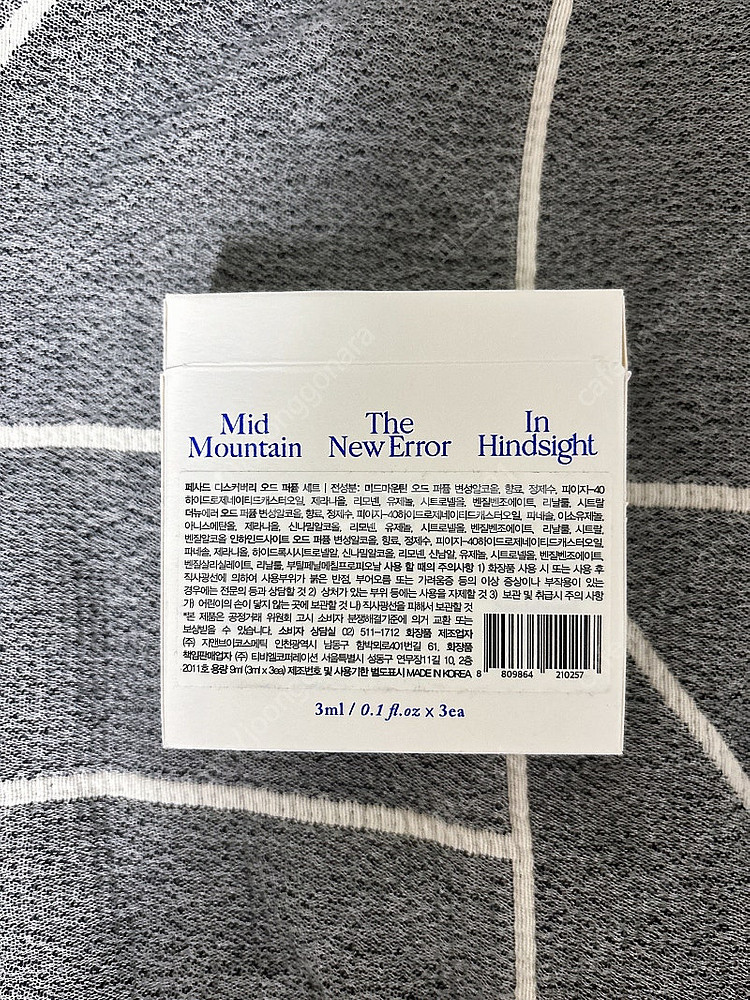 Mid Mountain
The New Error
In Hindsight
페사드 디스커버리 오드 퍼퓸 세트 | 전성분: 미드마운틴 오드 퍼퓸 변성알코올, 향료, 정제수, 피이지-40
하이드로제네이티드캐스터오일, 제라니올, 리모넨, 유제놀, 시트로넬올, 벤질벤조에이트, 리날룰, 시트랄
더뉴에러 오드 퍼퓸 변성알코올, 향료, 정제수, 피이지-40하이드로제네이티드캐스터오일, 파네솔, 이소유제놀,
아니스에탄올, 제라니올, 신나밀알코올, 리모넨, 유제놀, 시트로넬올, 벤질벤조에이트, 리날룰, 시트랄,
벤질알코올 인하인드사이트 오드 퍼퓸 변성알코올, 향료, 정제수, 피이지-40하이드로제네이티드캐스터오일,
파네솔, 제라니올, 하이드록시시트로넬알, 신나밀알코올, 리모넨, 신남알, 유제놀, 시트로넬올, 벤질벤조에이트,
벤질살리실레이트, 리날룰, 부틸페닐메칠프로피오날 사용 할 때의 주의사항 1) 화장품 사용 시 또는 사용 후
직사광선에 의하여 사용부위가 붉은 반점, 부어오름 또는 가려움증 등의 이상 증상이나 부작용이 있는
경우에는 전문의 등과 상담할 것 2) 상처가 있는 부위 등에는 사용을 자제할 것 3) 보관 및 취급시 주의 사항
가) 어린이의 손이 닿지 않는 곳에 보관할 것 나) 직사광선을 피해서 보관할 것
*본 제품은 공정거래 위원회 고시 소비자 분쟁해결기준에 의거 교환 또는
보상받을 수 있습니다. 소비자 상담실 02) 511-1712 화장품 제조업자
(주) 지앤브이코스메틱 인천광역시 남동구 함박뫼로401번길 61, 화장품
책임판매업자 (주) 티비엘코퍼레이션 서울특별시 성동구 연무장11길 10, 2층
2011호 용량 9ml (3ml x 3ea) 제조번호 및 사용기한 별도표시 MADE IN KOREA
8 809864 210257
3ml / 0.1 fl.oz x 3ea